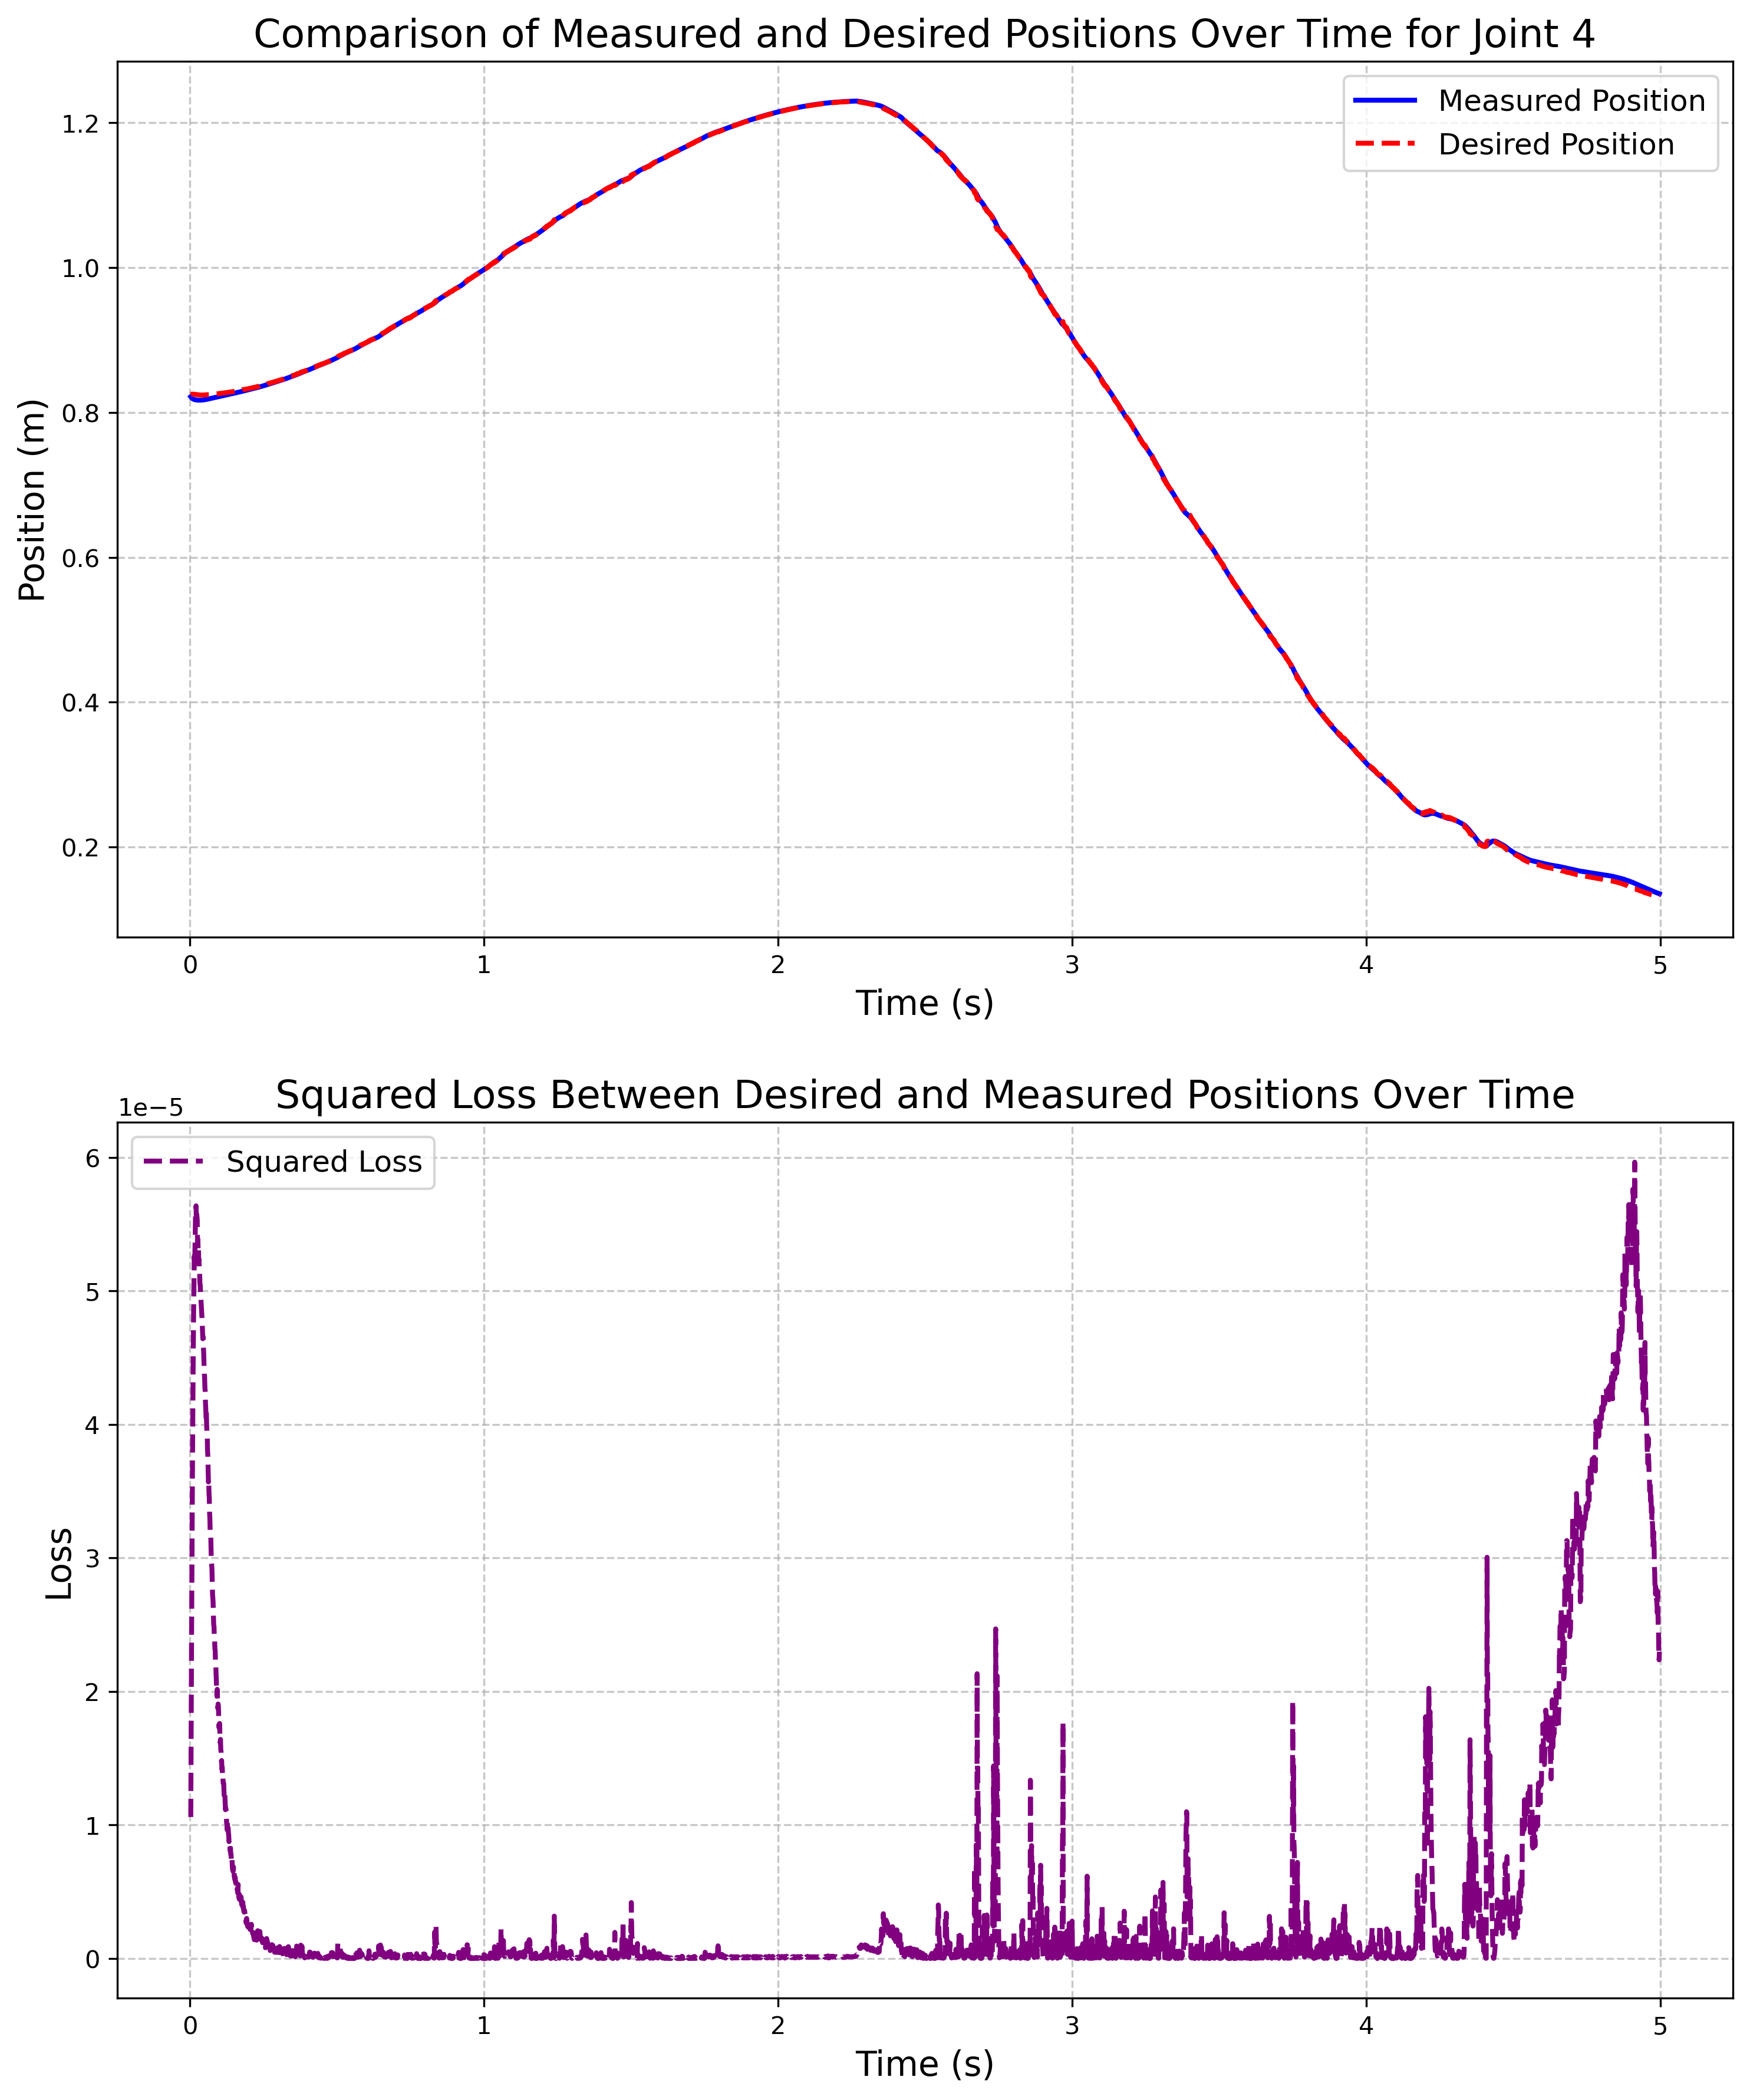 Comparison of Measured and Desired Positions Over Time for Joint 4
Measured Position
Desired Position
Position (m)
1.2
1.0
0.8
0.6
0.4
0.2
0 1 2 3 4 5
Time (s)
Squared Loss Between Desired and Measured Positions Over Time
1e−5
Squared Loss
Loss
6
5
4
3
2
1
0
0 1 2 3 4 5
Time (s)